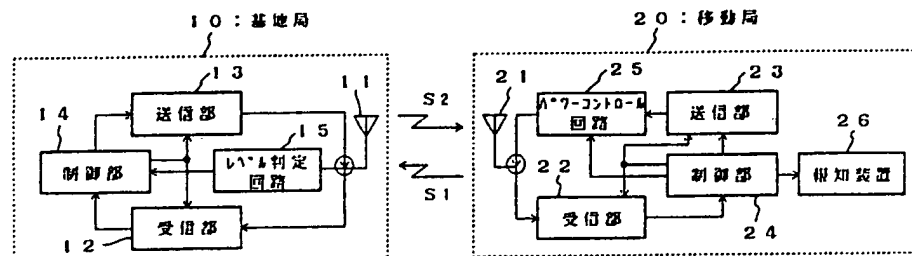 10：基地局
13
送信部
14
制御部
15
レベル判定
回路
11
受信部
12
S2
S1
20：移動局
21
25
パワーコントロール
回路
23
送信部
26
22
制御部
報知装置
受信部
24